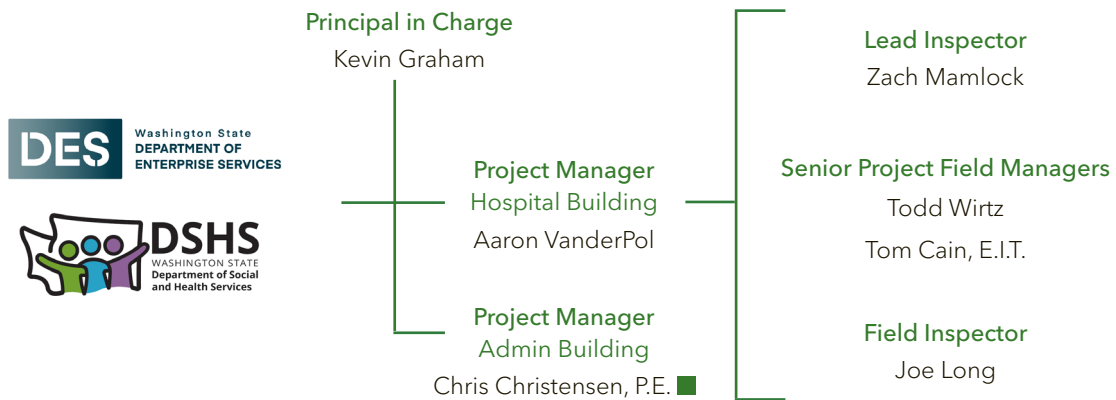 Principal in Charge
Kevin Graham
DES
Washington State
DEPARTMENT OF
ENTERPRISE SERVICES
DSHS
WASHINGTON STATE
Department of Social
and Health Services
Project Manager
Hospital Building
Aaron VanderPol
Project Manager
Admin Building
Chris Christensen, P.E.
Lead Inspector
Zach Mamlock
Senior Project Field Managers
Todd Wirtz
Tom Cain, E.I.T.
Field Inspector
Joe Long